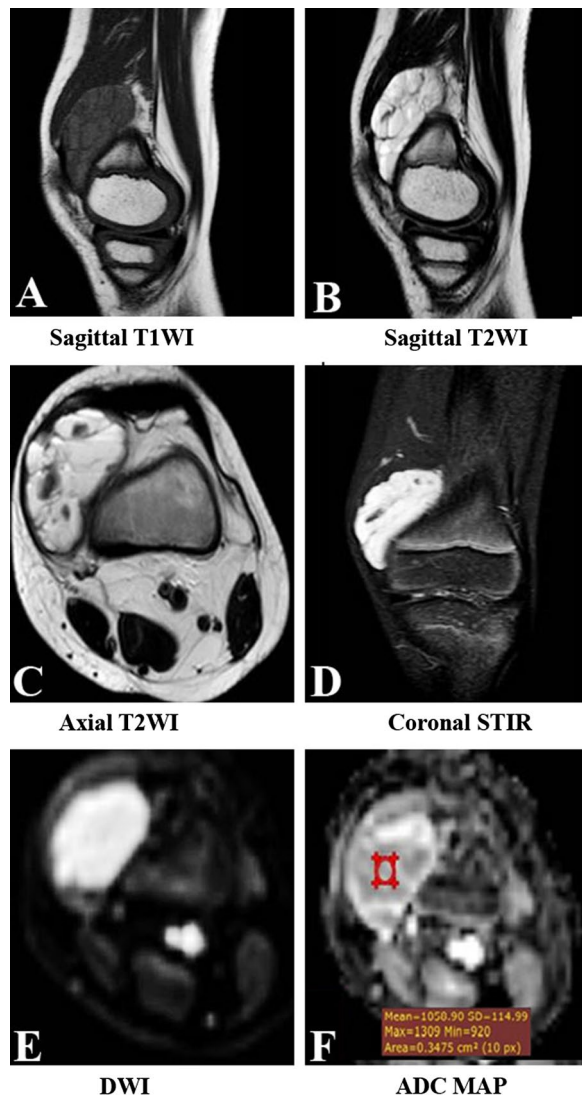 A
B
Sagittal T1WI
Sagittal T2WI
C
D
Axial T2WI
Coronal STIR
E
F
Mean=1058.90 SD=114.99
Max=1309 Min=920
Area=0.3475 cm² (10 px)
DWI
ADC MAP